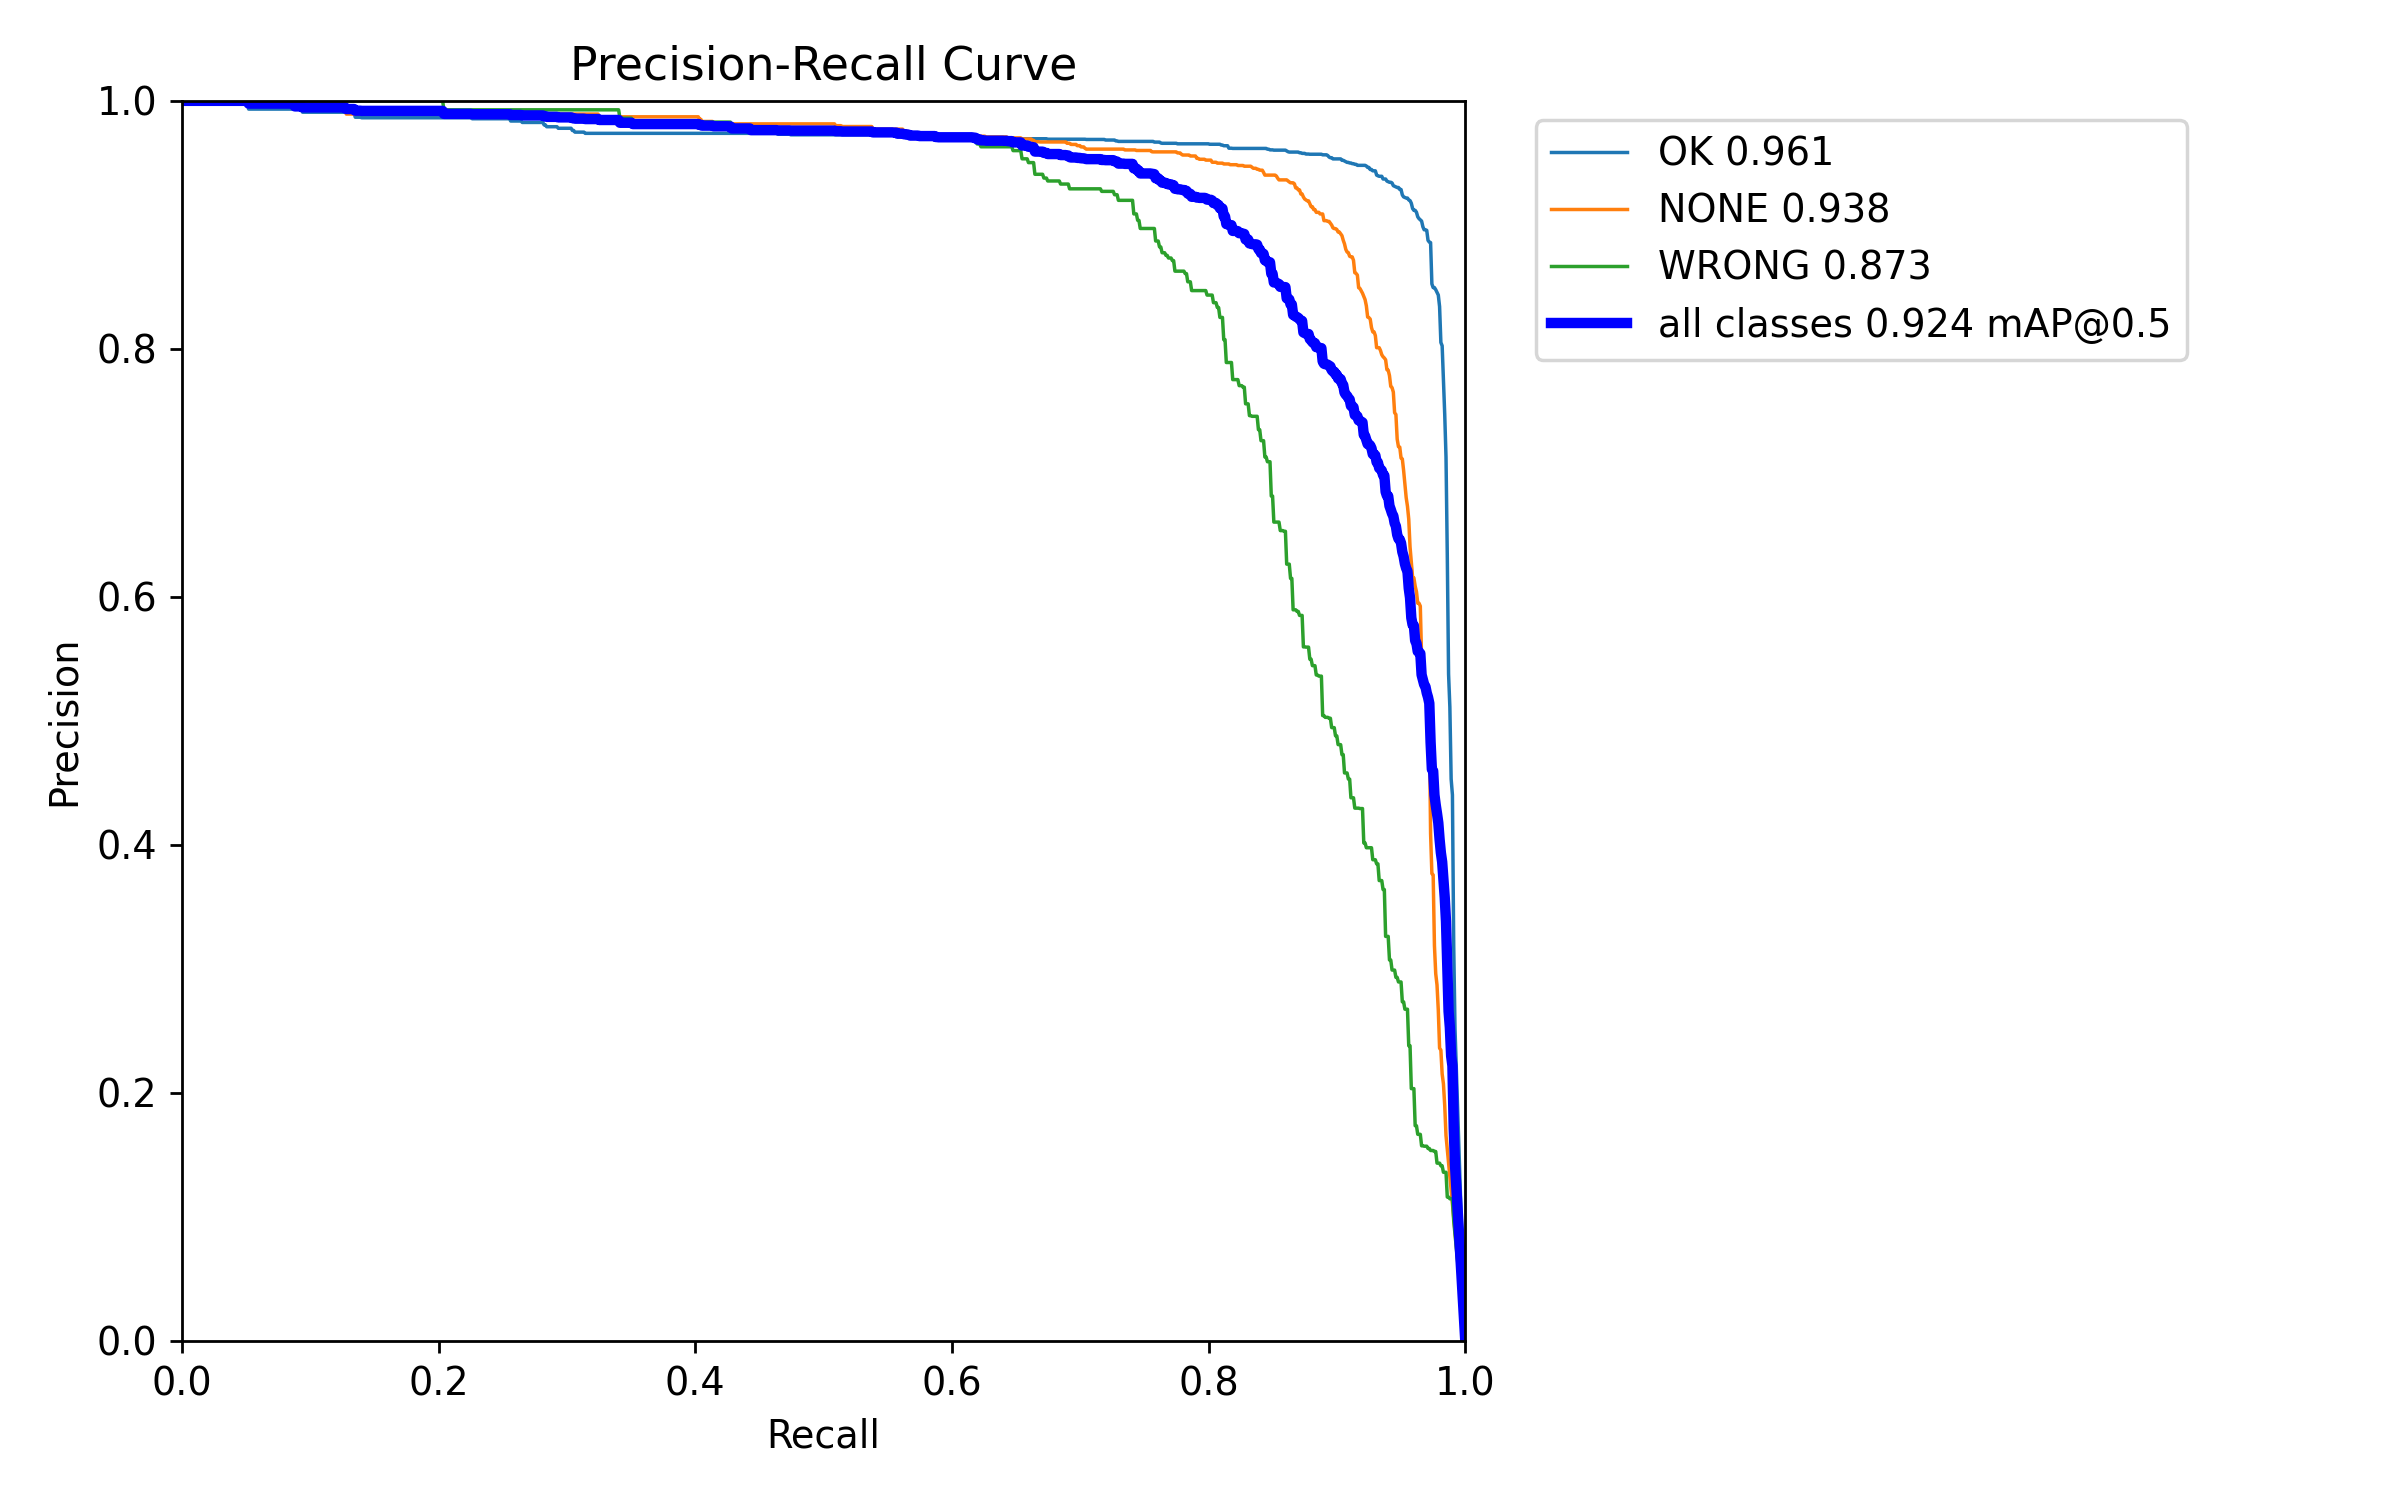 Precision-Recall Curve
1.0
0.8
0.6
0.4
0.2
0.0
Precision
0.0 0.2 0.4 0.6 0.8 1.0
Recall
OK 0.961
NONE 0.938
WRONG 0.873
all classes 0.924 mAP@0.5